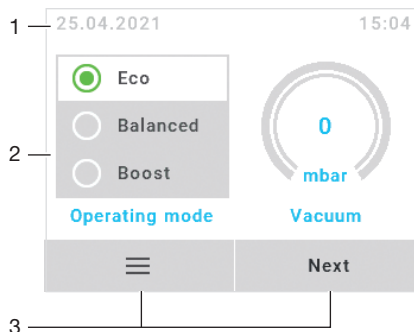 1
25.04.2021 15:04
Eco
2
Balanced
0
Boost
mbar
Operating mode
Vacuum
Next
3